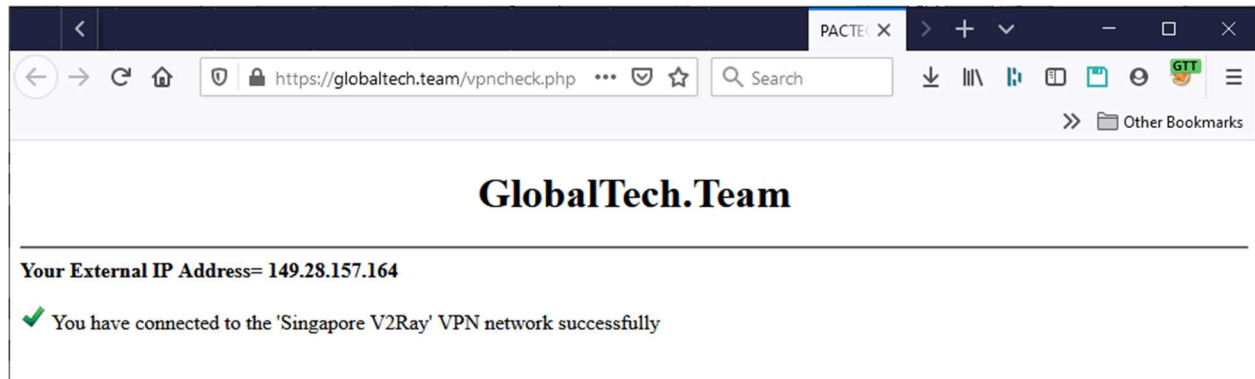 PACTEC
https://globaltech.team/vpncheck.php
Search
GTT
Other Bookmarks
GlobalTech.Team
Your External IP Address= 149.28.157.164
You have connected to the 'Singapore V2Ray' VPN network successfully